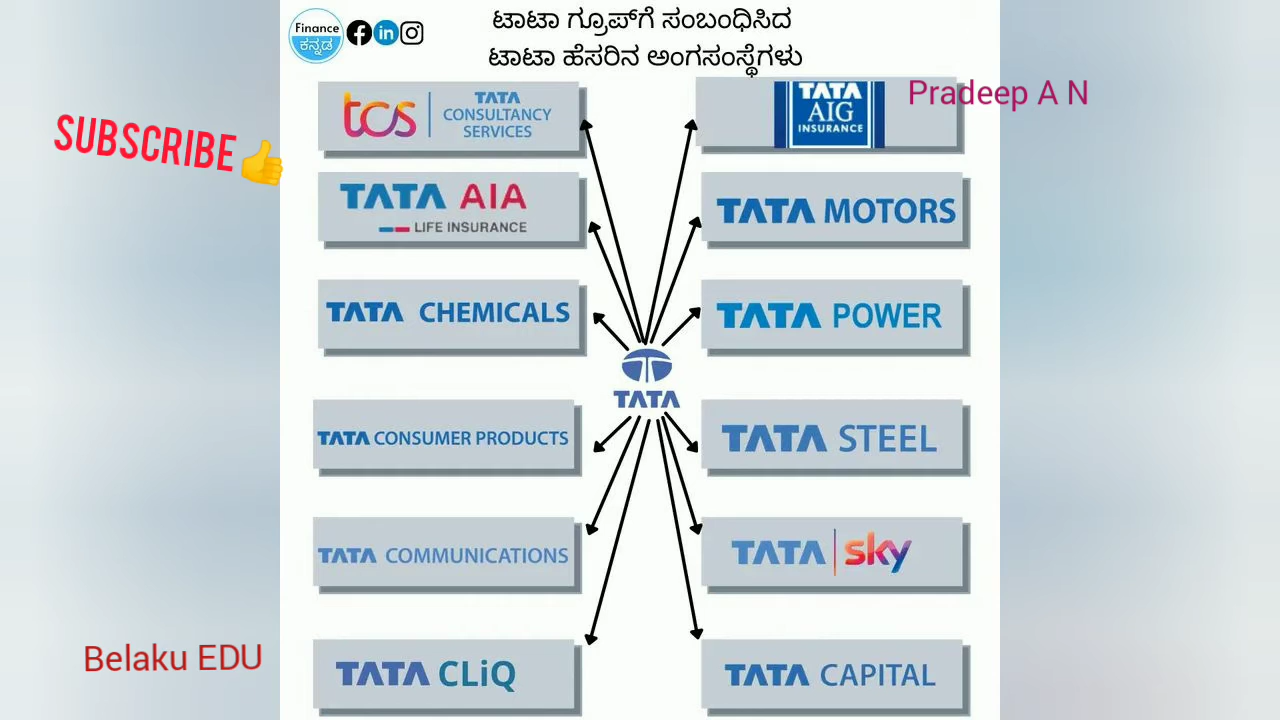 Finance
ಕನ್ನಡ
ಟಾಟಾ ಗ್ರೂಪ್‌ಗೆ ಸಂಬಂಧಿಸಿದ
ಟಾಟಾ ಹೆಸರಿನ ಅಂಗಸಂಸ್ಥೆಗಳು
Pradeep A N
SUBSCRIBE👍
tcs
TATA
CONSULTANCY
SERVICES
TATA
AIG
INSURANCE
TATA AIA
LIFE INSURANCE
TATA MOTORS
TATA CHEMICALS
TATA POWER
TATA
TATA CONSUMER PRODUCTS
TATA STEEL
TATA COMMUNICATIONS
TATA sky
TATA CLiQ
TATA CAPITAL
Belaku EDU